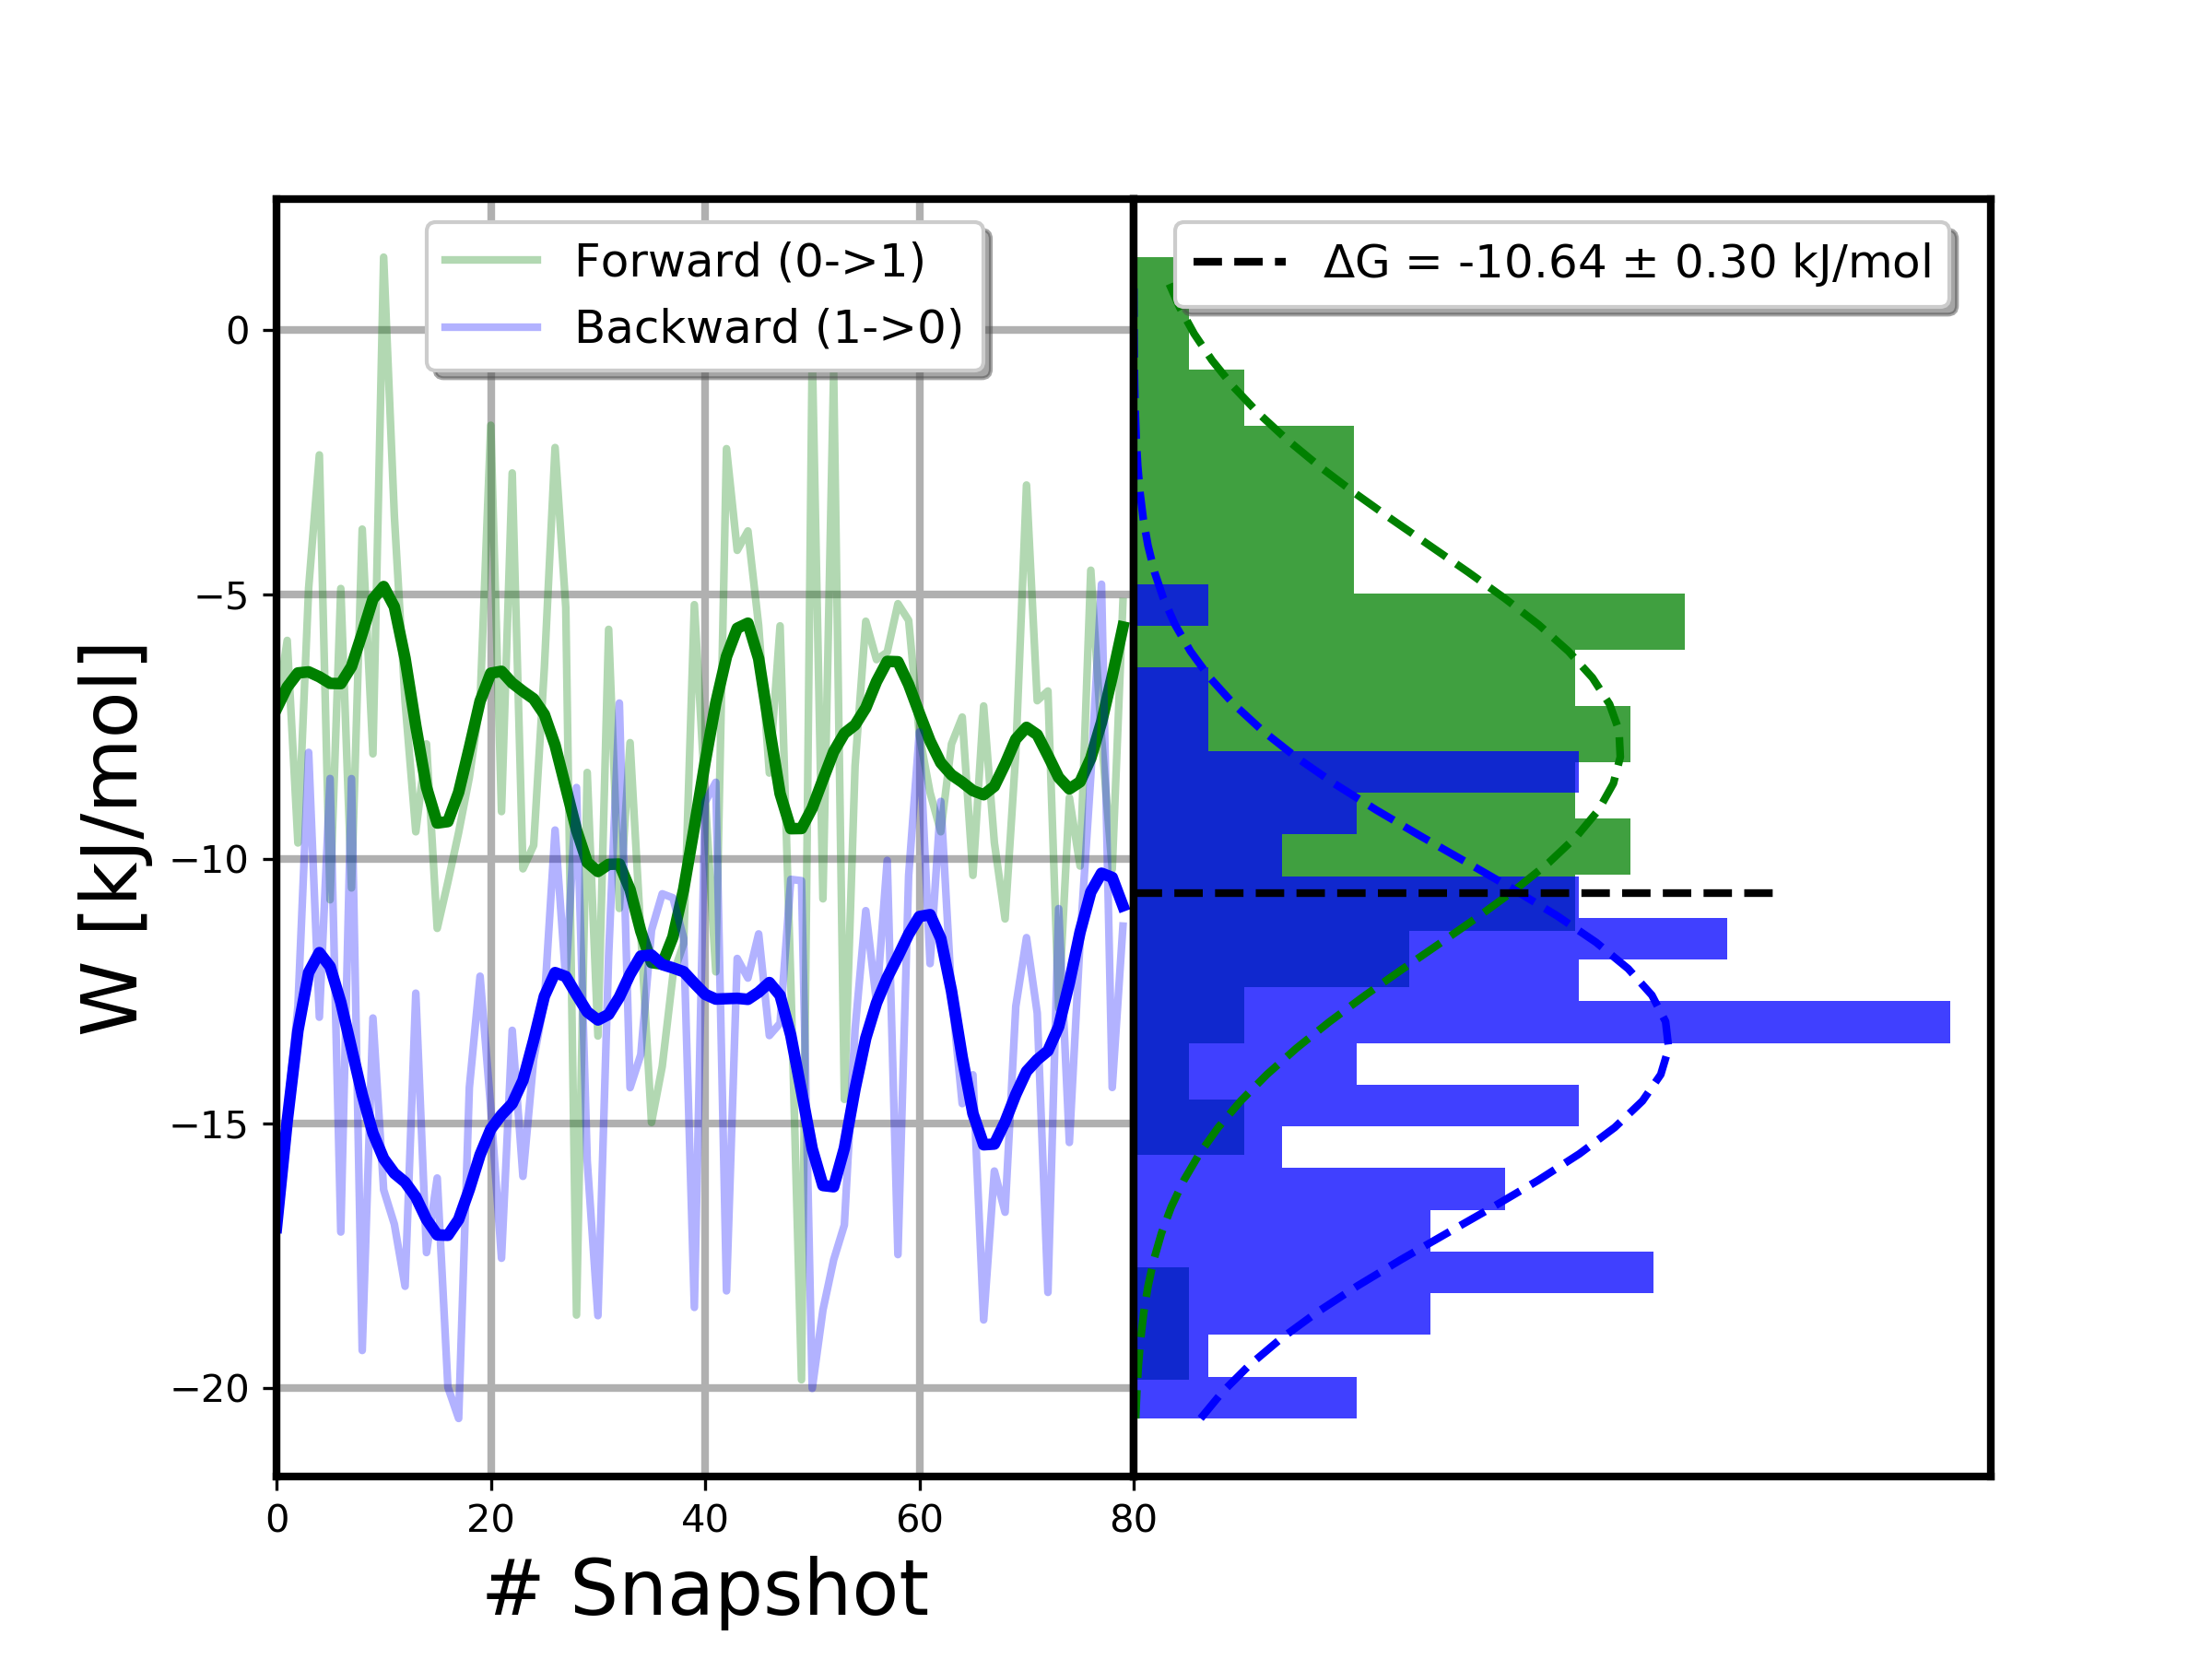 Forward (0->1)
Backward (1->0)
ΔG = -10.64 ± 0.30 kJ/mol
W [kJ/mol]
0
−5
−10
−15
−20
0 20 40 60 80
# Snapshot